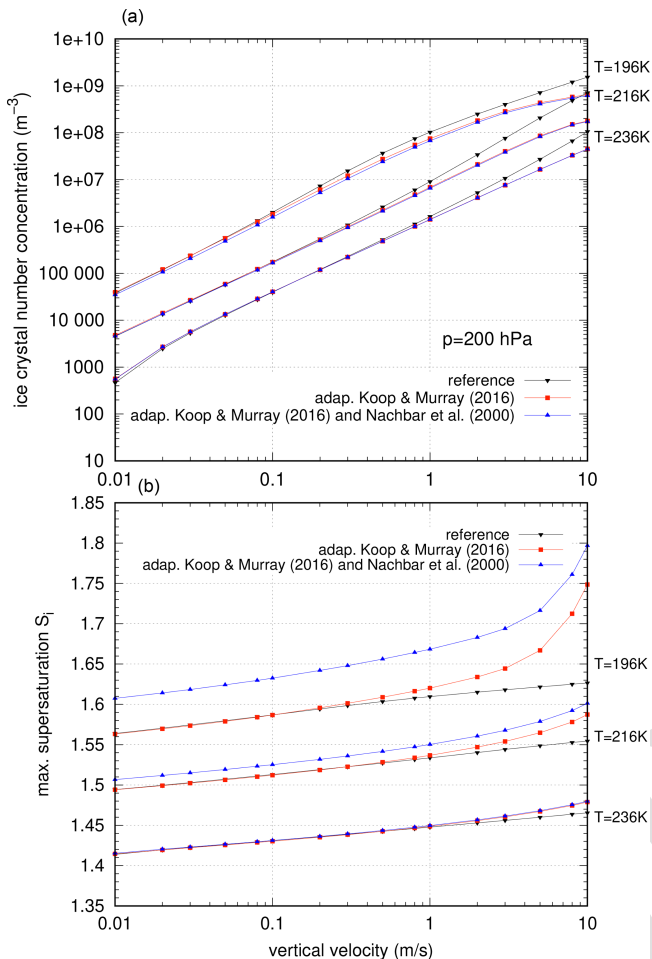 (a)
1e+10
1e+09
1e+08
1e+07
1e+06
100 000
10 000
1000
100
10
ice crystal number concentration (m⁻³)
T=196K
T=216K
T=236K
p=200 hPa
reference
adap. Koop & Murray (2016)
adap. Koop & Murray (2016) and Nachbar et al. (2000)
0.01 0.1 1 10
(b)
1.85
1.8
1.75
1.7
1.65
1.6
1.55
1.5
1.45
1.4
1.35
max. supersaturation Sᵢ
reference
adap. Koop & Murray (2016)
adap. Koop & Murray (2016) and Nachbar et al. (2000)
T=196K
T=216K
T=236K
0.01 0.1 1 10
vertical velocity (m/s)